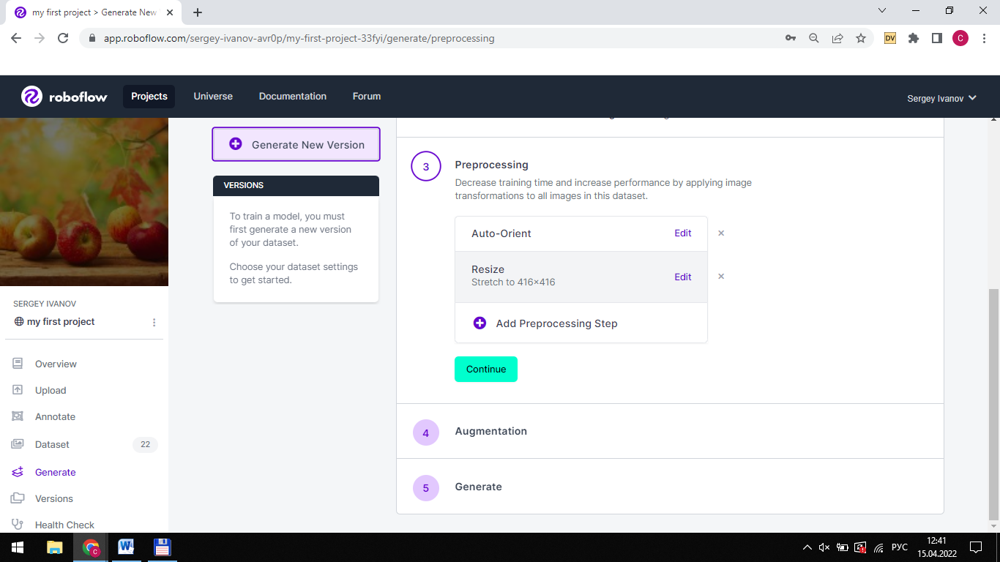 my first project > Generate New
app.roboflow.com/sergey-ivanov-avr0p/my-first-project-33fyi/generate/preprocessing
DV
C
roboflow
Projects
Universe
Documentation
Forum
Sergey Ivanov
Generate New Version
VERSIONS
To train a model, you must
first generate a new version
of your dataset.
Choose your dataset settings
to get started.
SERGEY IVANOV
my first project
Overview
Upload
Annotate
Dataset
22
Generate
Versions
Health Check
3
Preprocessing
Decrease training time and increase performance by applying image
transformations to all images in this dataset.
Auto-Orient
Edit
×
Resize
Stretch to 416×416
Edit
×
Add Preprocessing Step
Continue
4
Augmentation
5
Generate
C
W
РУС
12:41
15.04.2022